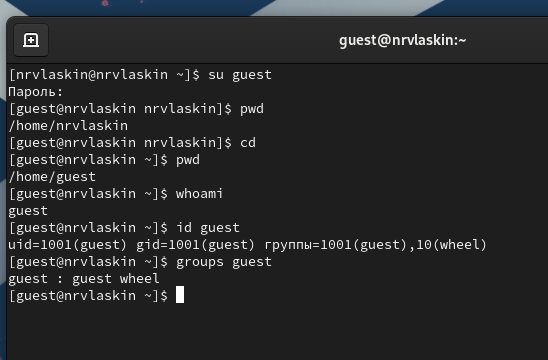 guest@nrvlaskin:~
[nrvlaskin@nrvlaskin ~]$ su guest
Пароль:
[guest@nrvlaskin nrvlaskin]$ pwd
/home/nrvlaskin
[guest@nrvlaskin nrvlaskin]$ cd
[guest@nrvlaskin ~]$ pwd
/home/guest
[guest@nrvlaskin ~]$ whoami
guest
[guest@nrvlaskin ~]$ id guest
uid=1001(guest) gid=1001(guest) группы=1001(guest),10(wheel)
[guest@nrvlaskin ~]$ groups guest
guest : guest wheel
[guest@nrvlaskin ~]$